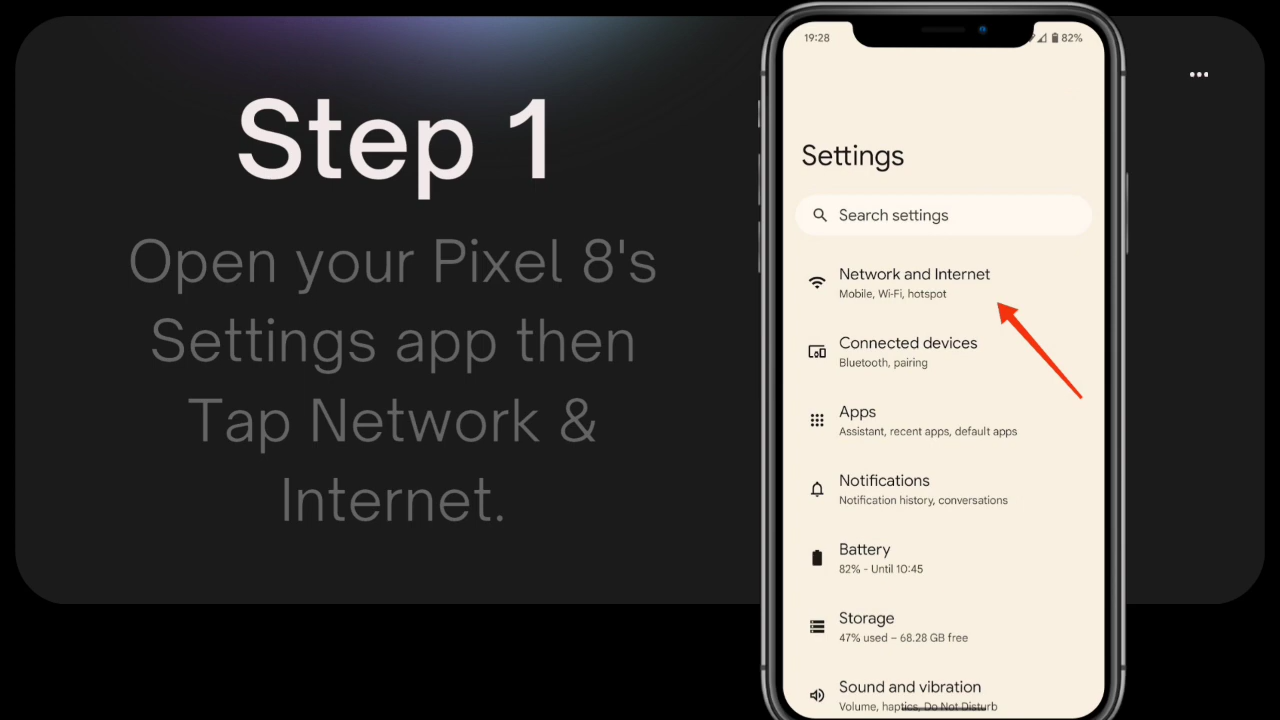 Step 1
Open your Pixel 8's
Settings app then
Tap Network &
Internet.
19:28
82%
Settings
Search settings
Network and Internet
Mobile, Wi-Fi, hotspot
Connected devices
Bluetooth, pairing
Apps
Assistant, recent apps, default apps
Notifications
Notification history, conversations
Battery
82% - Until 10:45
Storage
47% used – 68.28 GB free
Sound and vibration
Volume, haptics, Do Not Disturb